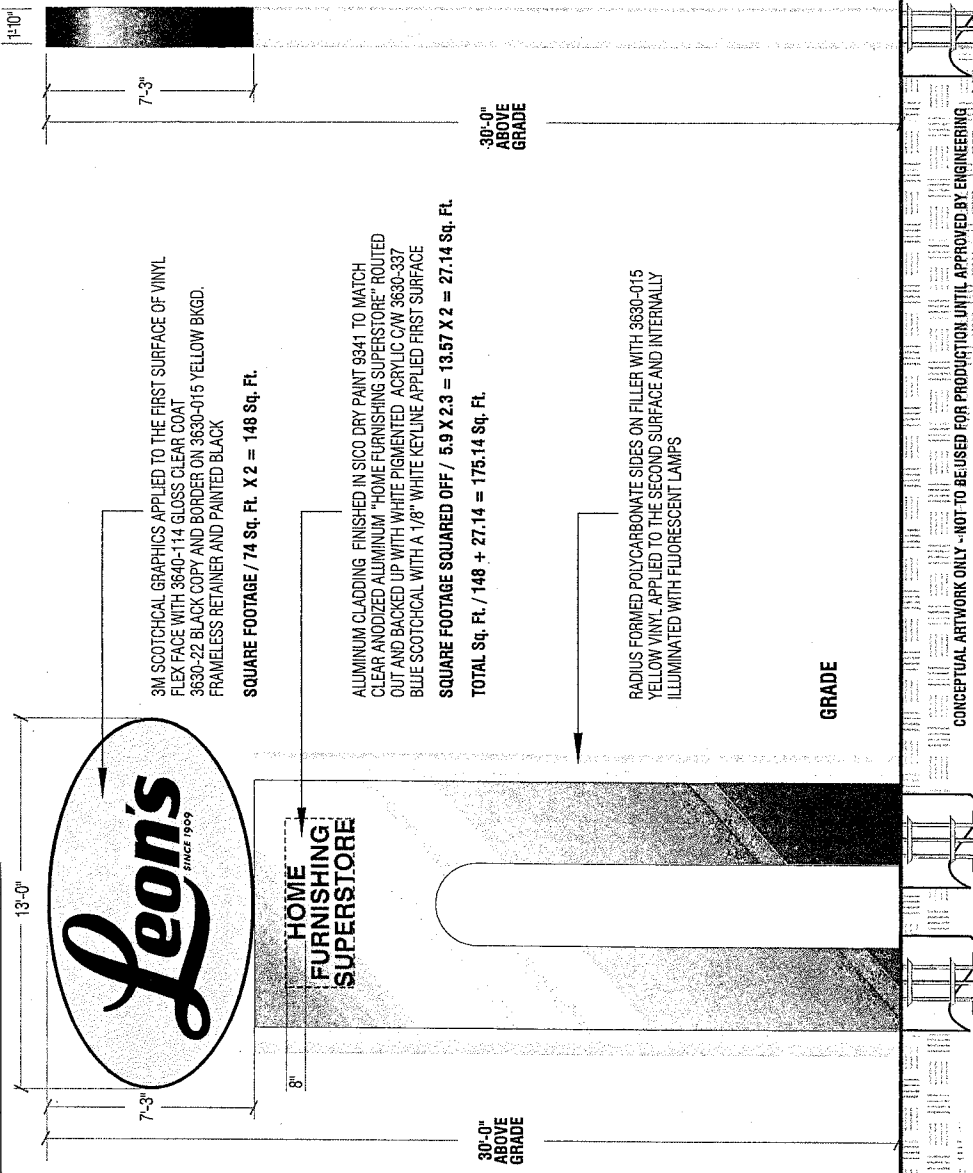 13'-0"
7'-3"
30'-0"
ABOVE
GRADE
8"
Leon's
SINCE 1909
HOME
FURNISHING
SUPERSTORE
3M SCOTCHCAL GRAPHICS APPLIED TO THE FIRST SURFACE OF VINYL
FLEX FACE WITH 3640-114 GLOSS CLEAR COAT
3630-22 BLACK COPY AND BORDER ON 3630-015 YELLOW BKGD.
FRAMELESS RETAINER AND PAINTED BLACK
SQUARE FOOTAGE / 74 Sq. Ft. X 2 = 148 Sq. Ft.
ALUMINUM CLADDING FINISHED IN SICO DRY PAINT 9341 TO MATCH
CLEAR ANODIZED ALUMINUM "HOME FURNISHING SUPERSTORE" ROUTED
OUT AND BACKED UP WITH WHITE PIGMENTED ACRYLIC C/W 3630-337
BLUE SCOTCHCAL WITH A 1/8" WHITE KEYLINE APPLIED FIRST SURFACE
SQUARE FOOTAGE SQUARED OFF / 5.9 X 2.3 = 13.57 X 2 = 27.14 Sq. Ft.
TOTAL Sq. Ft. / 148 + 27.14 = 175.14 Sq. Ft.
RADIUS FORMED POLYCARBONATE SIDES ON FILLER WITH 3630-015
YELLOW VINYL APPLIED TO THE SECOND SURFACE AND INTERNALLY
ILLUMINATED WITH FLUORESCENT LAMPS
GRADE
1'-10"
7'-3"
30'-0"
ABOVE
GRADE
CONCEPTUAL ARTWORK ONLY - NOT TO BE USED FOR PRODUCTION UNTIL APPROVED BY ENGINEERING